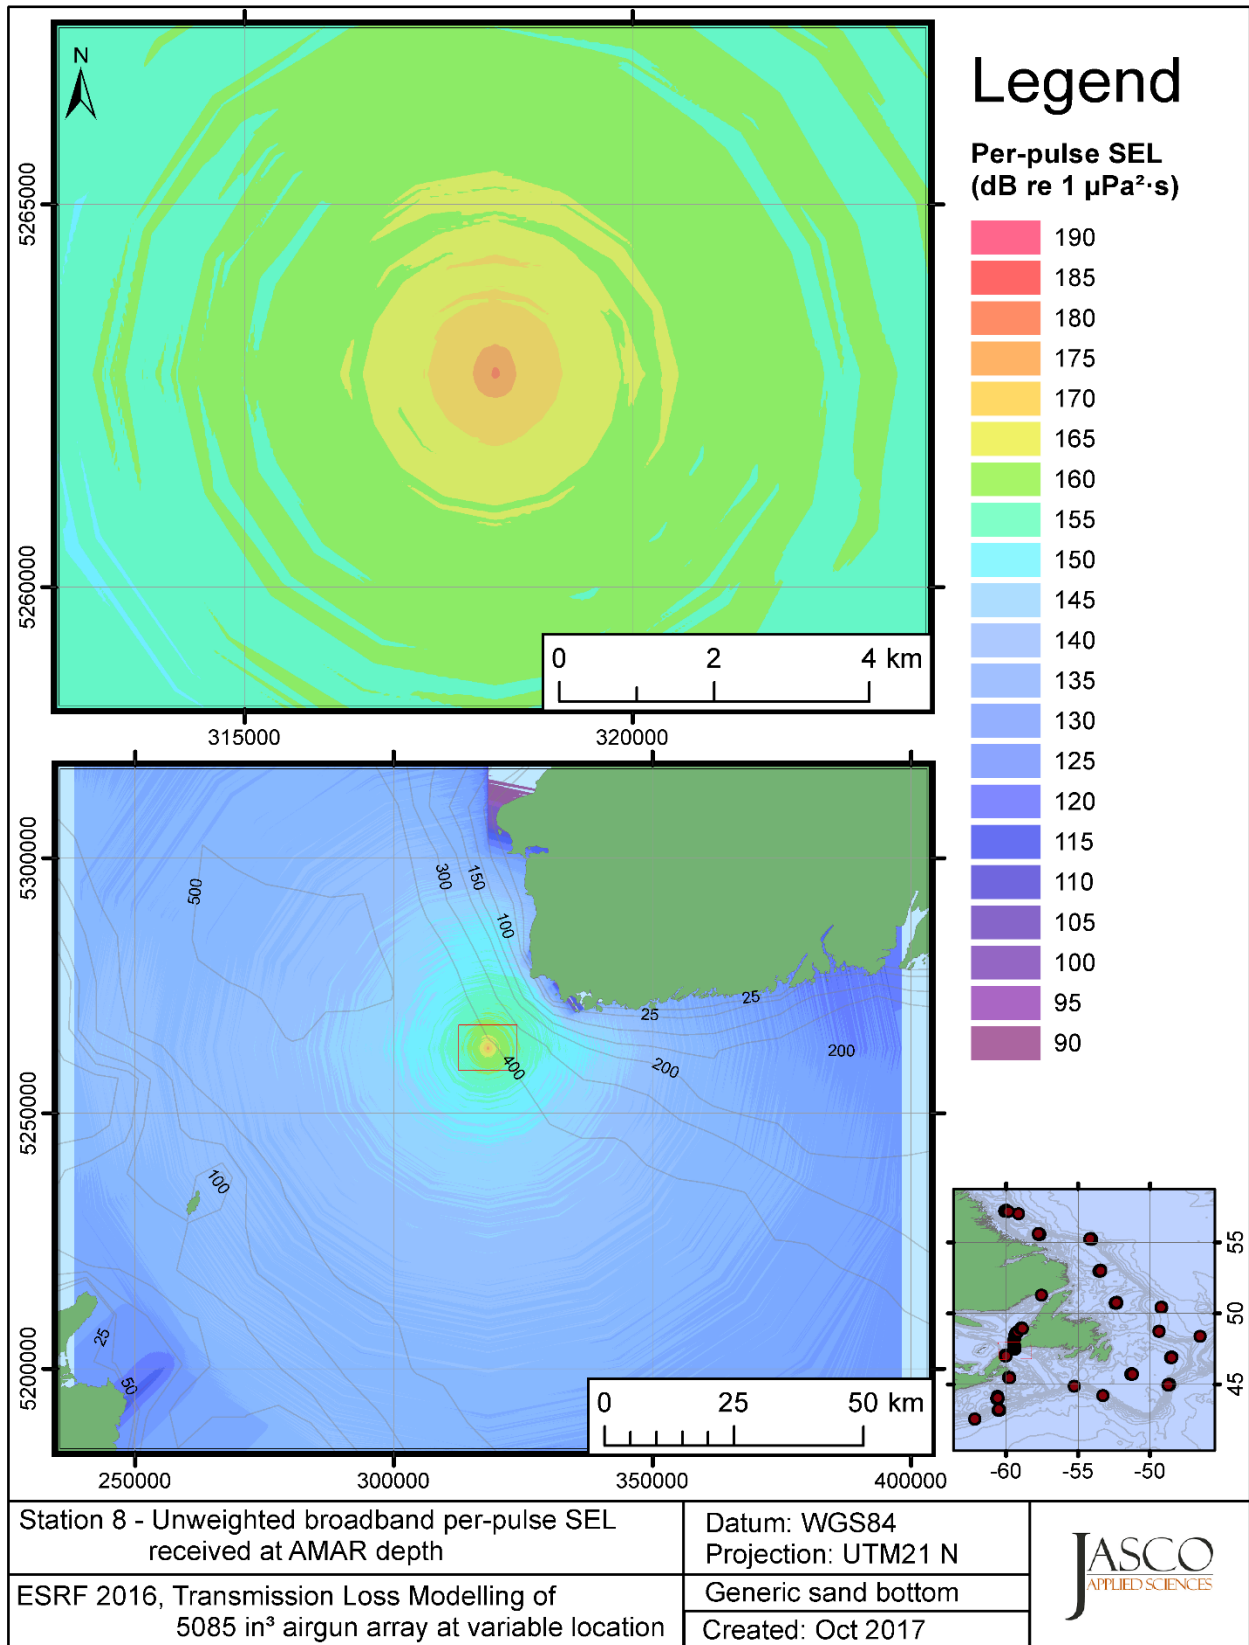 N
5265000
5260000
0 2 4 km
315000 320000
Legend
Per-pulse SEL
(dB re 1 µPa²·s)
190
185
180
175
170
165
160
155
150
145
140
135
130
125
120
115
110
105
100
95
90
5300000
5250000
5200000
500
300
150
100
25
25
200
200
400
100
25
50
0 25 50 km
250000 300000 350000 400000
55
50
45
-60 -55 -50
Station 8 - Unweighted broadband per-pulse SEL
received at AMAR depth
ESRF 2016, Transmission Loss Modelling of
5085 in³ airgun array at variable location
Datum: WGS84
Projection: UTM21 N
Generic sand bottom
Created: Oct 2017
JASCO
APPLIED SCIENCES